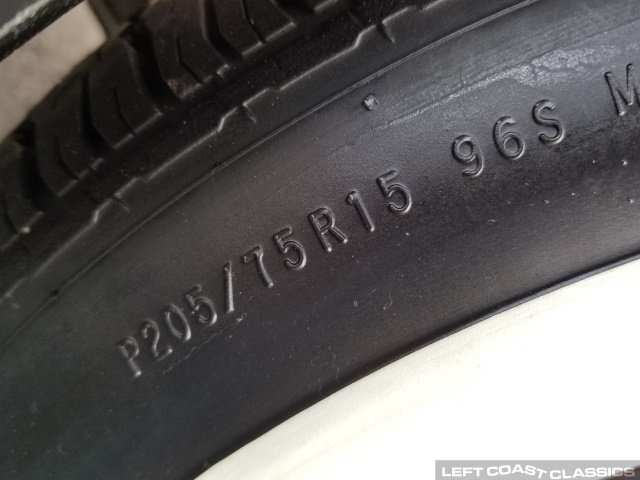 P205/75R15 96S M
LEFT COAST CLASSICS